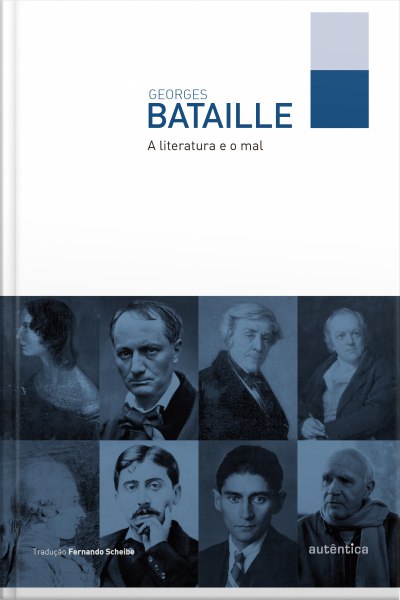 GEORGES
BATAILLE
A literatura e o mal
Tradução Fernando Scheibe
autêntica